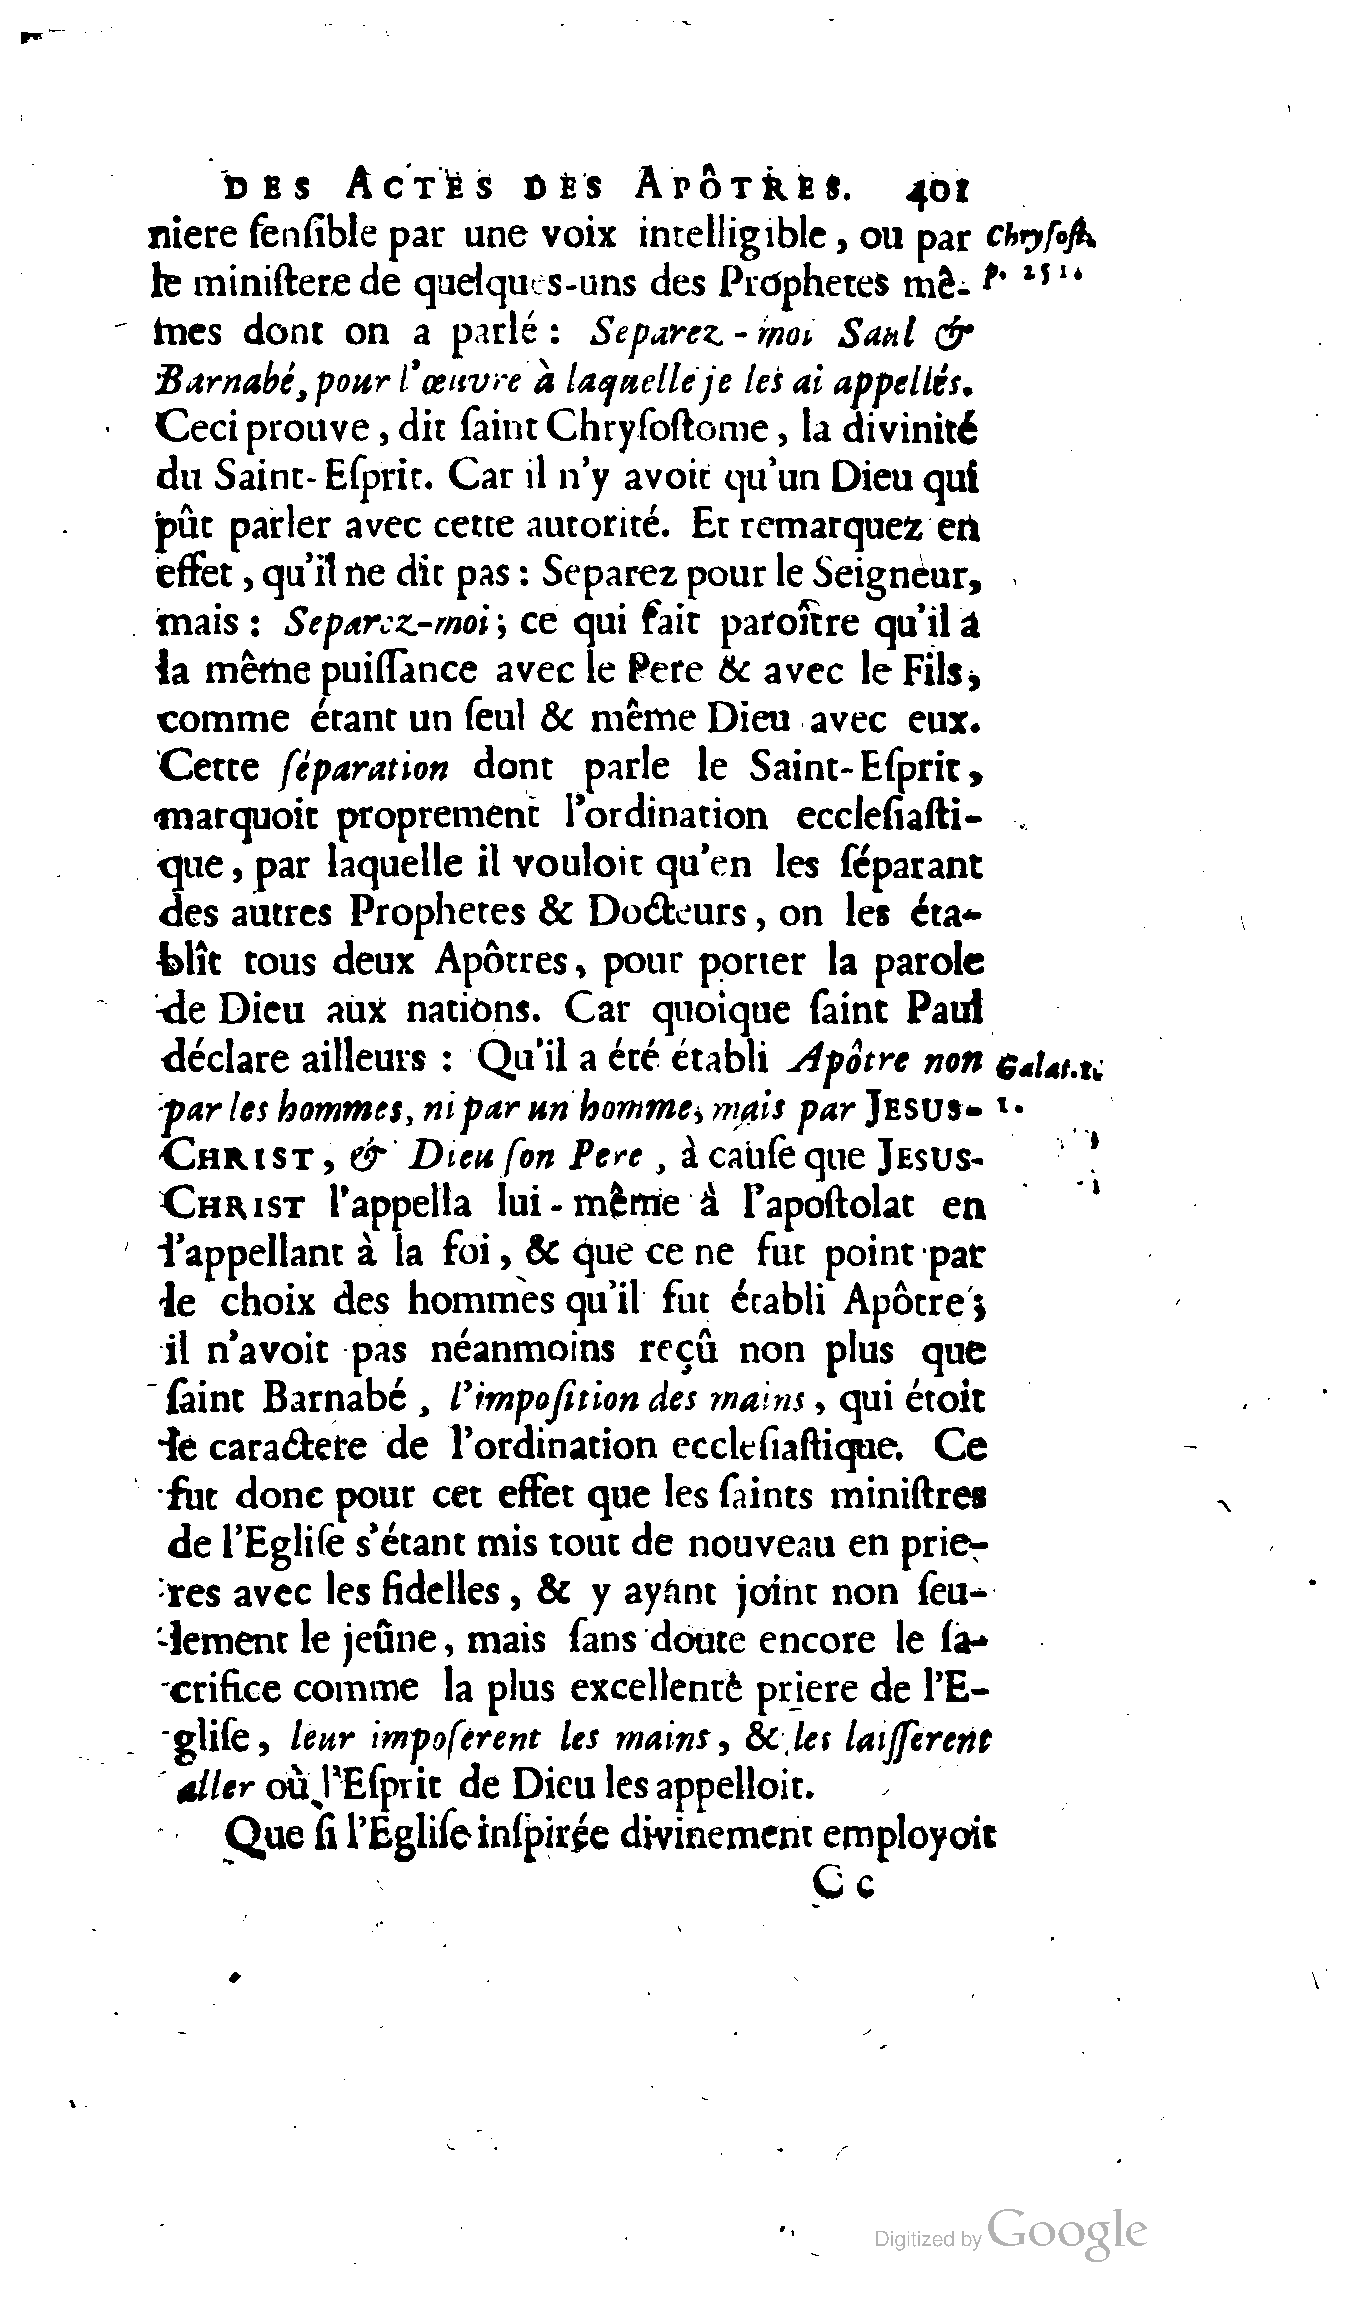 DES ACTES DES APÔTRES. 401
niere ſenſible par une voix intelligible, ou par
Chryſoſt.
le miniſtere de quelques-uns des Prophetes mê-
p. 251.
mes dont on a parlé : Separez-moi Saul &
Barnabé, pour l'œuvre à laquelle je les ai appellés.
Ceci prouve, dit ſaint Chryſoſtome, la divinité
du Saint-Eſprit. Car il n'y avoit qu'un Dieu qui
pût parler avec cette autorité. Et remarquez en
effet, qu'il ne dit pas : Separez pour le Seigneur,
mais : Separez-moi; ce qui fait paroître qu'il a
la même puiſſance avec le Pere & avec le Fils,
comme étant un ſeul & même Dieu avec eux.
Cette ſéparation dont parle le Saint-Eſprit,
marquoit proprement l'ordination eccleſiaſti-
que, par laquelle il vouloit qu'en les ſéparant
des autres Prophetes & Docteurs, on les éta-
blît tous deux Apôtres, pour porter la parole
de Dieu aux nations. Car quoique ſaint Paul
déclare ailleurs : Qu'il a été établi Apôtre non
Galat. 1.
par les hommes, ni par un homme, mais par JESUS-
1.
CHRIST, & Dieu ſon Pere, à cauſe que JESUS-
CHRIST l'appella lui-même à l'apoſtolat en
l'appellant à la foi, & que ce ne fut point par
le choix des hommes qu'il fut établi Apôtre;
il n'avoit pas néanmoins reçû non plus que
ſaint Barnabé, l'impoſition des mains, qui étoit
le caractere de l'ordination eccleſiaſtique. Ce
fut donc pour cet effet que les ſaints miniſtres
de l'Egliſe s'étant mis tout de nouveau en prie-
res avec les fidelles, & y ayant joint non ſeu-
lement le jeûne, mais ſans doute encore le ſa-
crifice comme la plus excellente priere de l'E-
gliſe, leur impoſerent les mains, & les laiſſerent
aller où l'Eſprit de Dieu les appelloit.
Que ſi l'Egliſe inſpirée divinement employoit
C c
Digitized by Google